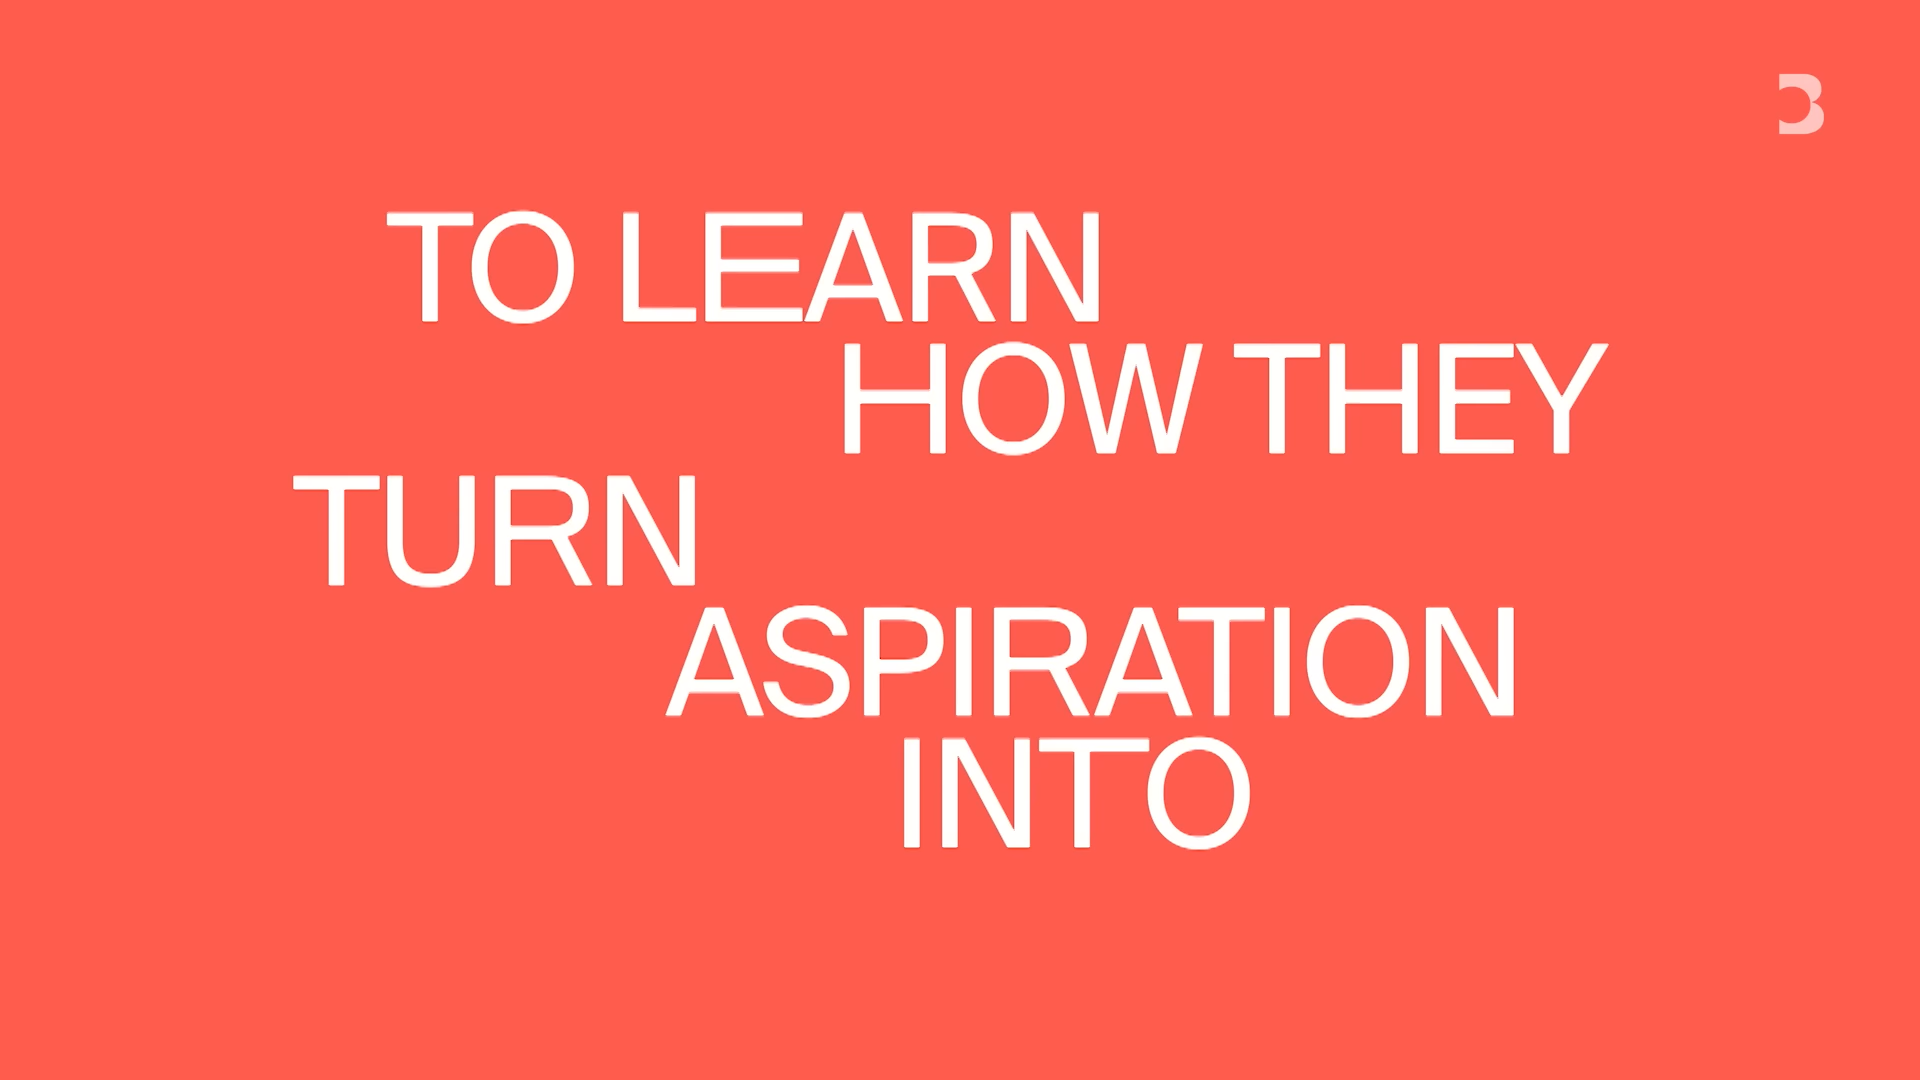 TO LEARN
HOW THEY
TURN
ASPIRATION
INTO